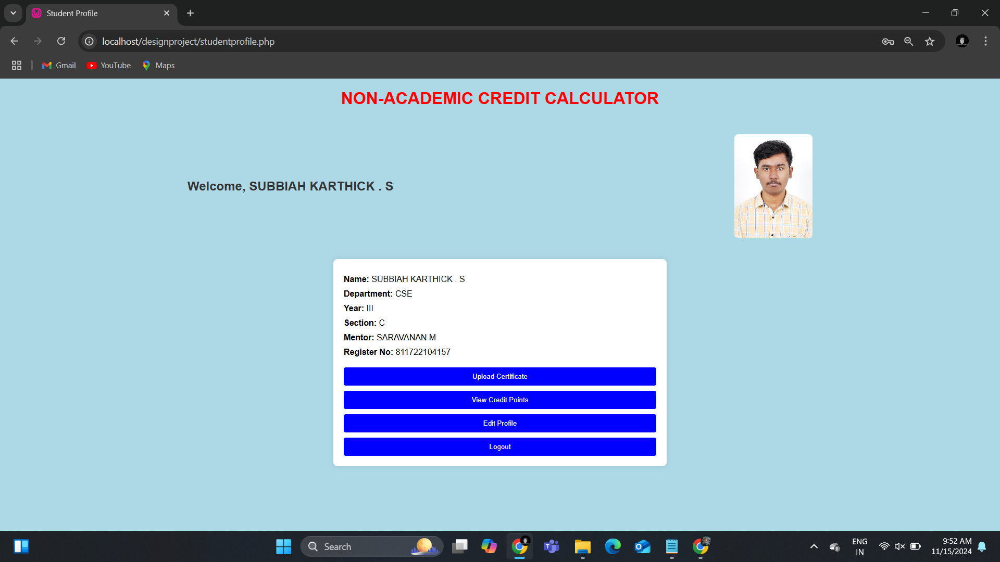 Student Profile
localhost/designproject/studentprofile.php
Gmail
YouTube
Maps
NON-ACADEMIC CREDIT CALCULATOR
Welcome, SUBBIAH KARTHICK . S
Name: SUBBIAH KARTHICK . S
Department: CSE
Year: III
Section: C
Mentor: SARAVANAN M
Register No: 811722104157
Upload Certificate
View Credit Points
Edit Profile
Logout
Search
ENG
IN
9:52 AM
11/15/2024